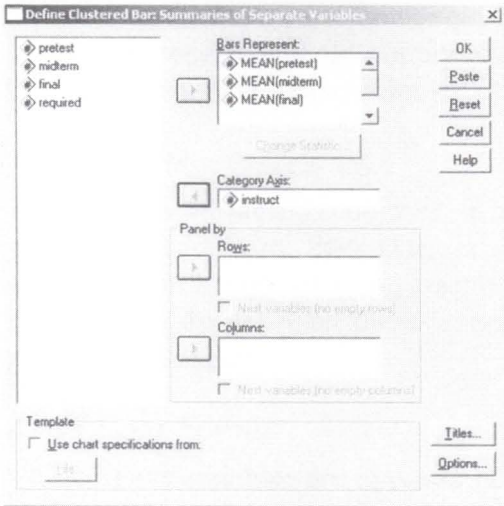 Define Clustered Bar: Summaries of Separate Variables
pretest
midterm
final
required
Bars Represent:
MEAN(pretest)
MEAN(midterm)
MEAN(final)
Change Statistic...
Category Axis:
instruct
Panel by
Rows:
Nest variables (no empty rows)
Columns:
Nest variables (no empty columns)
Template
Use chart specifications from:
File...
OK
Paste
Reset
Cancel
Help
Titles...
Options...